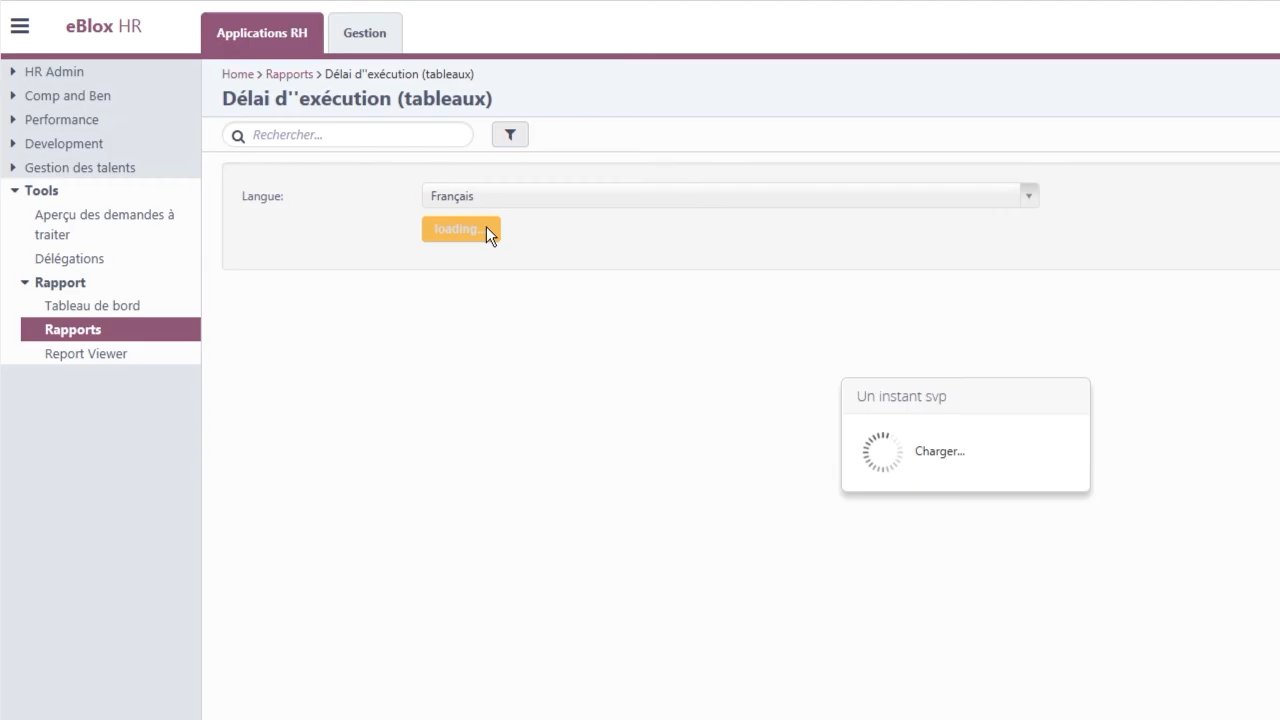 eBlox HR
Applications RH
Gestion
HR Admin
Comp and Ben
Performance
Development
Gestion des talents
Tools
Aperçu des demandes à
traiter
Délégations
Rapport
Tableau de bord
Rapports
Report Viewer
Home > Rapports > Délai d''exécution (tableaux)
Délai d''exécution (tableaux)
Rechercher...
Langue:
Français
loading...
Un instant svp
Charger...